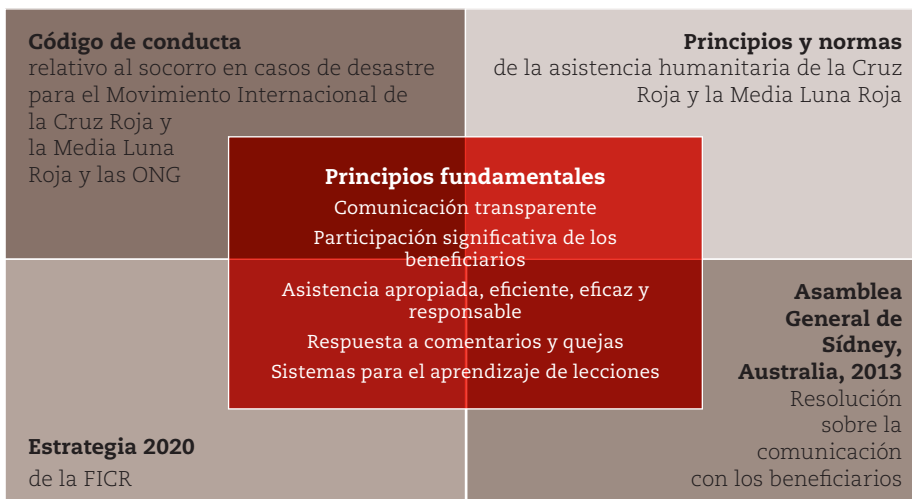 Código de conducta
relativo al socorro en casos de desastre
para el Movimiento Internacional de
la Cruz Roja y
la Media Luna
Roja y las ONG
Principios y normas
de la asistencia humanitaria de la Cruz
Roja y la Media Luna Roja
Principios fundamentales
Comunicación transparente
Participación significativa de los
beneficiarios
Asistencia apropiada, eficiente, eficaz y
responsable
Respuesta a comentarios y quejas
Sistemas para el aprendizaje de lecciones
Estrategia 2020
de la FICR
Asamblea
General de
Sídney,
Australia, 2013
Resolución
sobre la
comunicación
con los beneficiarios